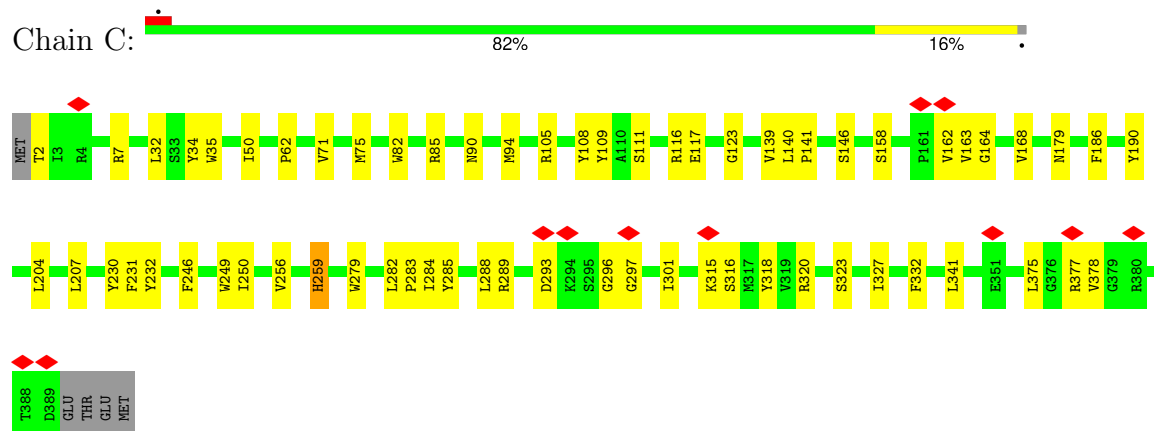 Chain C:
82% 16%
MET T2 I3 R4 R7 L32 S33 Y34 W35 I50 P62 V71 M75 W82 R85 N90 M94 R105 Y108 Y109 A110 S111 R116 E117 G123 V139 L140 P141 S146 S158 P161 V162 V163 G164 V168 N179 F186 Y190
L204 L207 Y230 F231 Y232 F246 W249 I250 V256 H259 W279 L282 P283 I284 Y285 L288 R289 D293 K294 S295 G296 G297 I301 K315 S316 M317 Y318 V319 R320 S323 I327 F332 L341 E351 L375 G376 R377 V378 G379 R380
T388 D389 GLU THR GLU MET